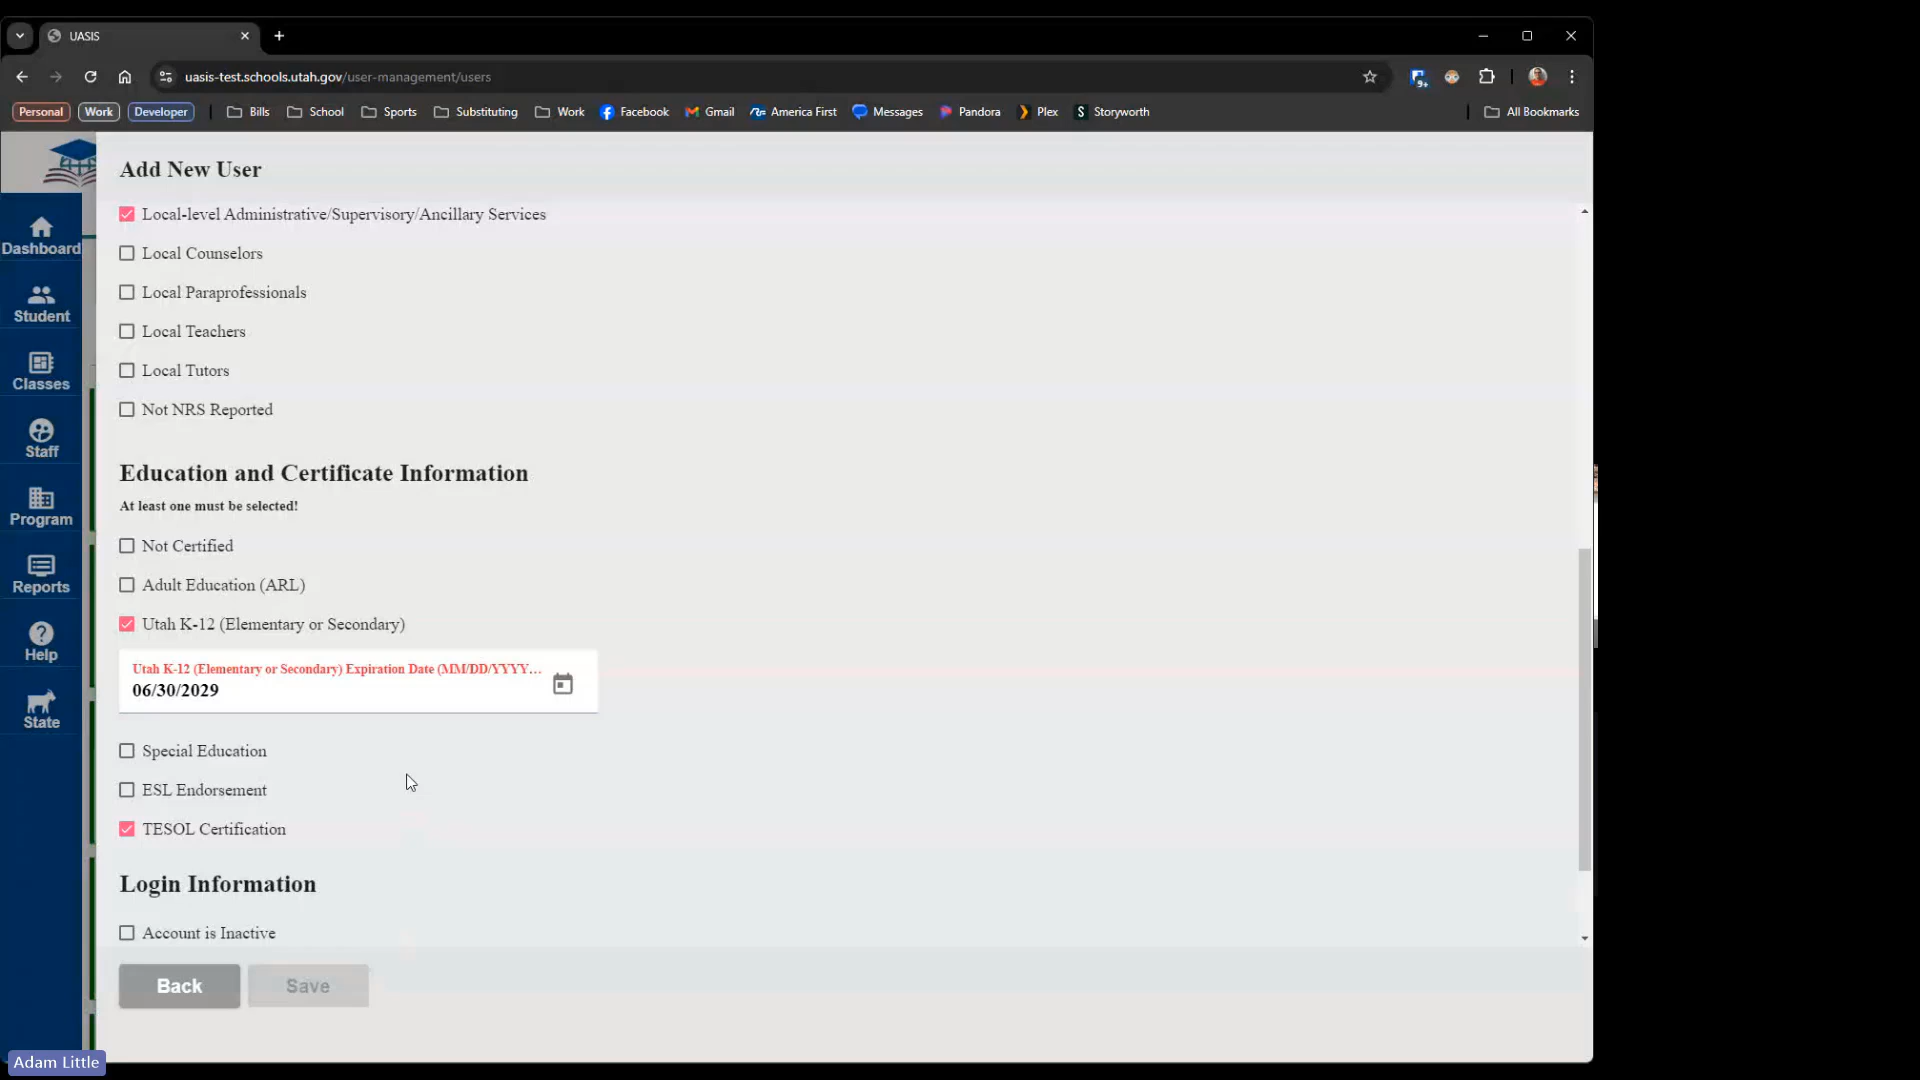 UASIS
uasis-test.schools.utah.gov/user-management/users
9+
Personal Work Developer Bills School Sports Substituting Work Facebook Gmail America First Messages Pandora Plex Storyworth All Bookmarks
Add New User
Local-level Administrative/Supervisory/Ancillary Services
Local Counselors
Local Paraprofessionals
Local Teachers
Local Tutors
Not NRS Reported
Education and Certificate Information
At least one must be selected!
Not Certified
Adult Education (ARL)
Utah K-12 (Elementary or Secondary)
Utah K-12 (Elementary or Secondary) Expiration Date (MM/DD/YYYY...
06/30/2029
Special Education
ESL Endorsement
TESOL Certification
Login Information
Account is Inactive
Back Save
Dashboard
Student
Classes
Staff
Program
Reports
Help
State
Adam Little